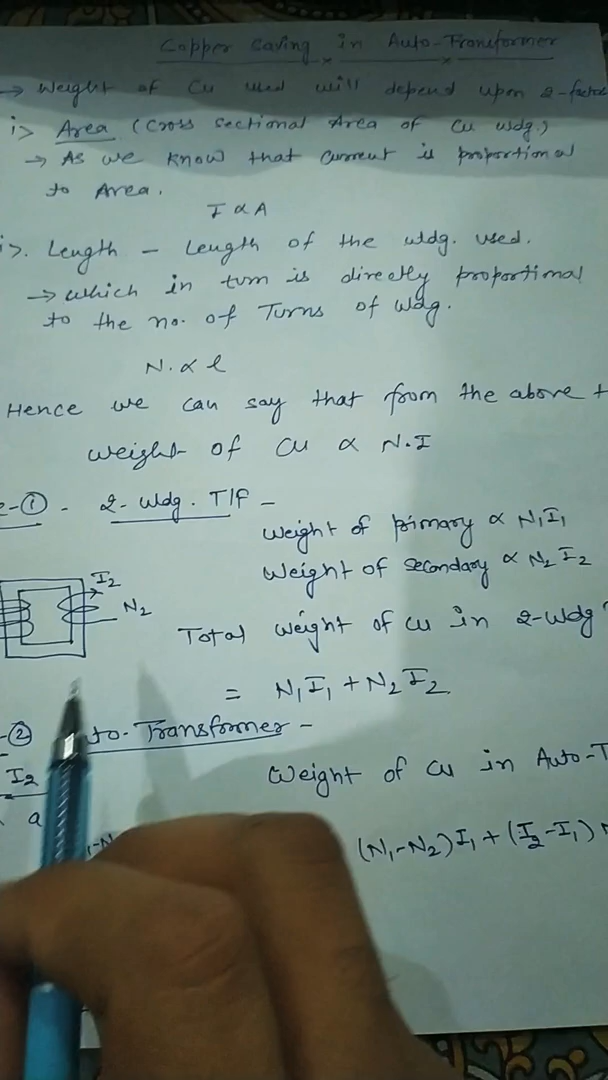 Copper Saving in Auto-Transformer
→ Weight of Cu used will depend upon 2-factors
i> Area (Cross Sectional Area of Cu wdg.)
→ As we know that current is proportional
to Area.
I ∝ A
i>. Length - Length of the wdg. used.
→ which in turn is directly proportional
to the no. of Turns of wdg.
N. ∝ l
Hence we can say that from the above
weight of Cu ∝ N.I
e-① - 2-wdg. T/F -
Weight of primary ∝ N₁I₁
Weight of secondary ∝ N₂I₂
I₂
N₂
Total weight of Cu in 2-wdg
= N₁I₁ + N₂I₂
-② to-Transformer -
I₂
Weight of Cu in Auto-T
a
(N₁-N₂)I₁ + (I₂-I₁)